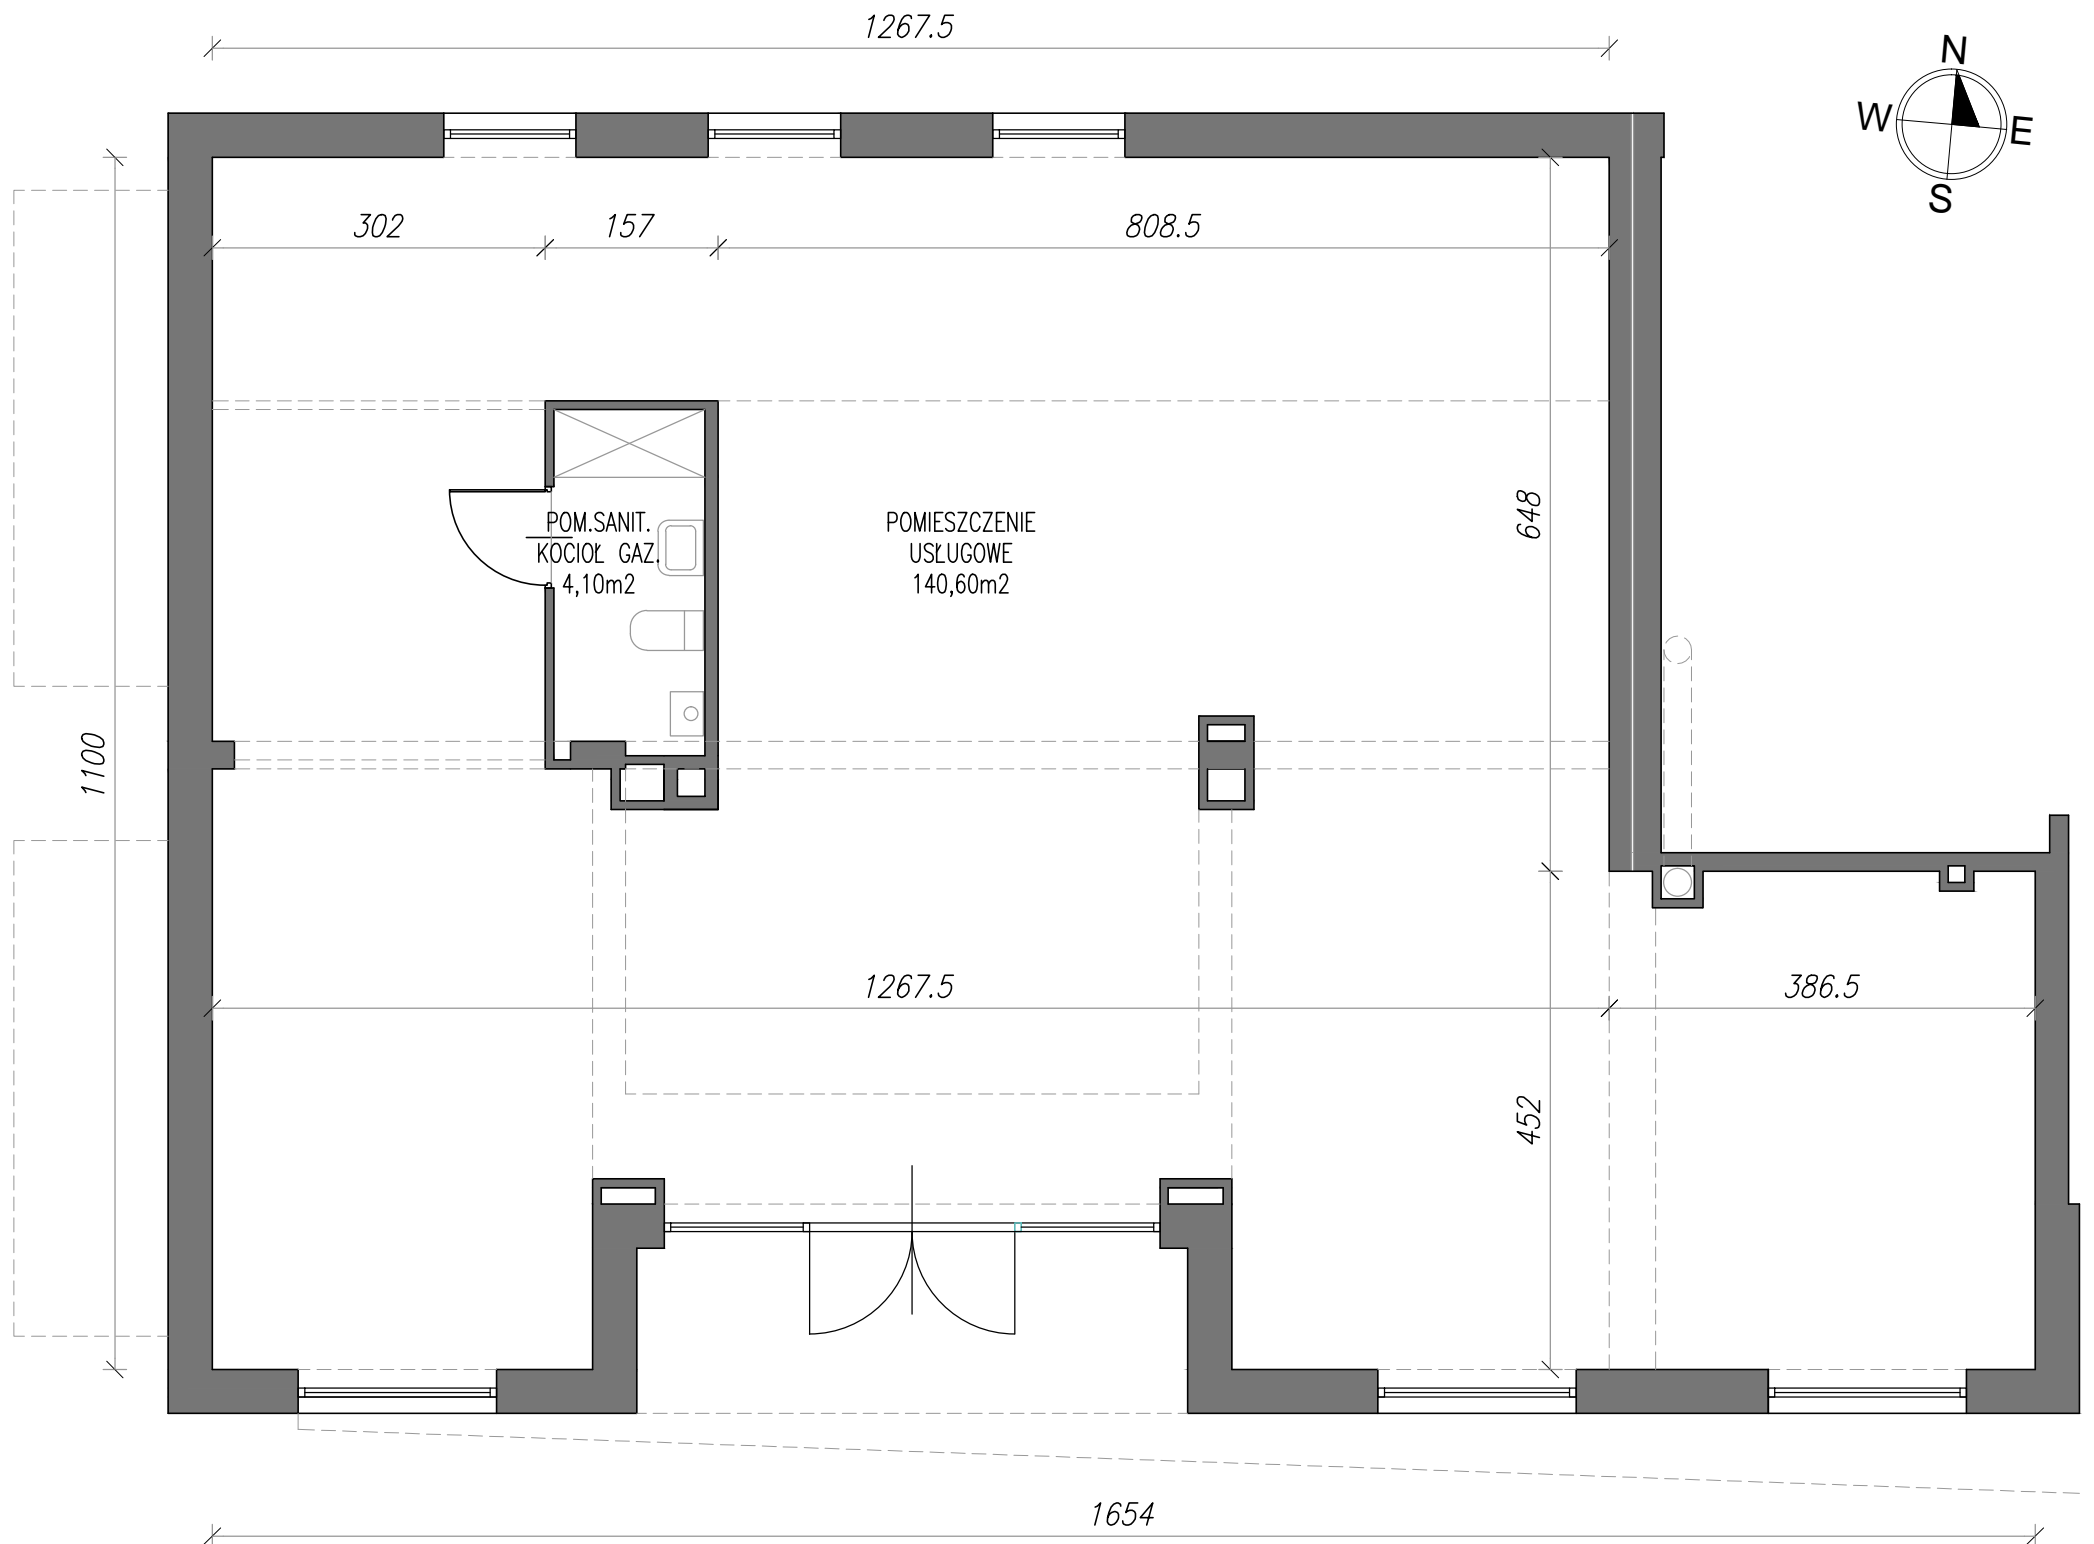 1267.5
N
W
E
S
302
157
808.5
648
POM.SANIT.
KOCIOŁ GAZ.
4,10m2
POMIESZCZENIE
USŁUGOWE
140,60m2
1100
1267.5
386.5
452
1654